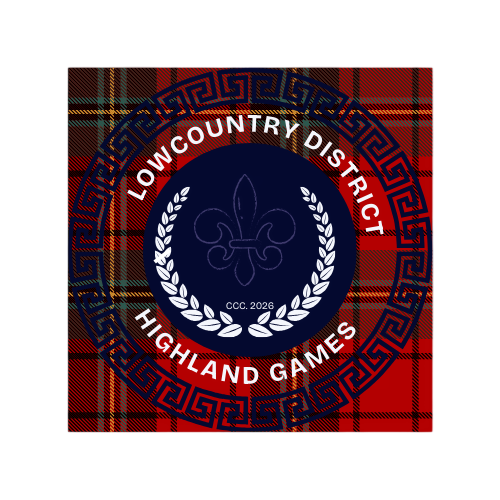 LOWCOUNTRY DISTRICT
CCC. 2026
HIGHLAND GAMES